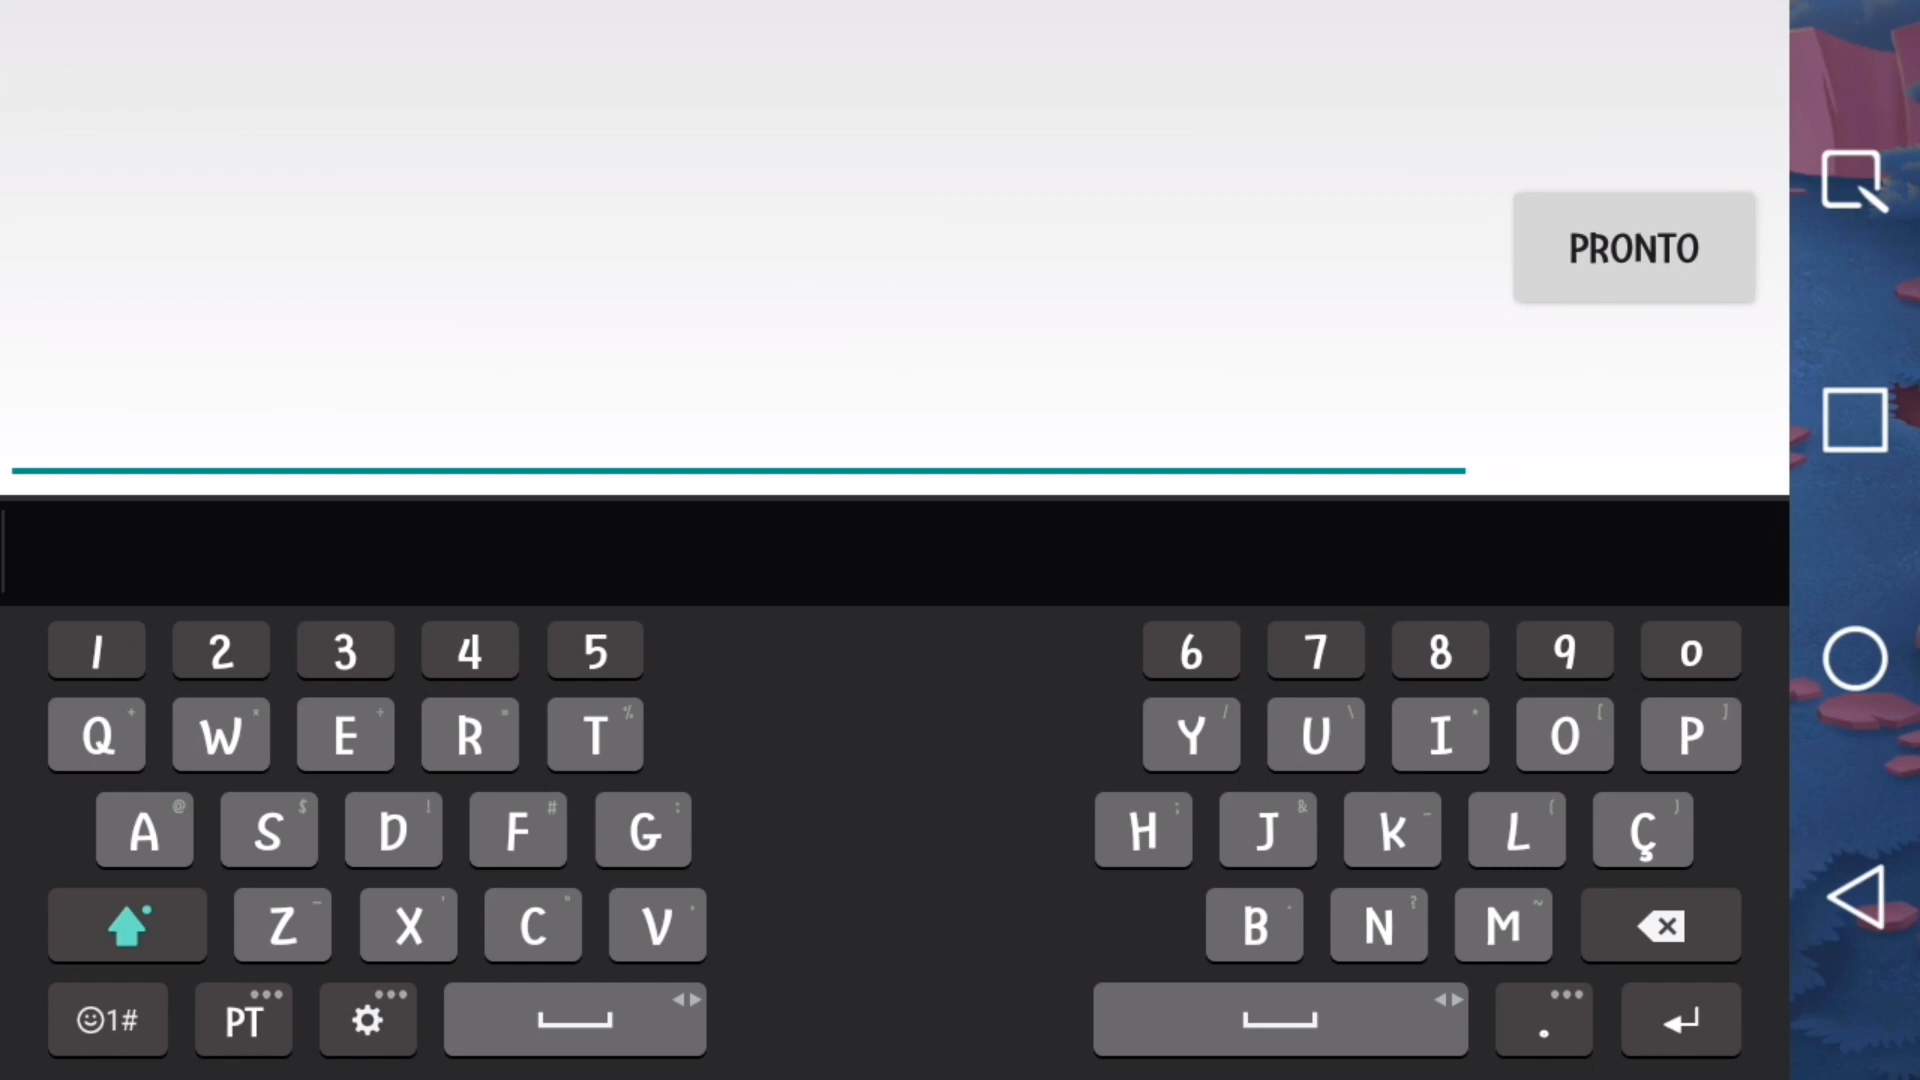 PRONTO
1 2 3 4 5 6 7 8 9 0
Q + W × E ÷ R = T % Y / U \ I * O [ P ]
A @ S $ D ! F # G : H ; J & K _ L ( Ç )
Z – X ' C " V B N ? M ~
☺1# PT .